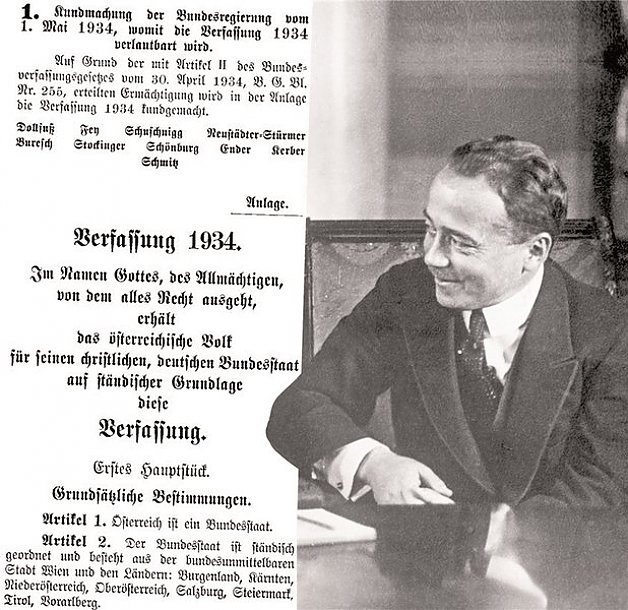 1. Kundmachung der Bundesregierung vom
1. Mai 1934, womit die Verfassung 1934
verlautbart wird.
Auf Grund der mit Artikel II des Bundes-
verfassungsgesetzes vom 30. April 1934, B. G. Bl.
Nr. 255, erteilten Ermächtigung wird in der Anlage
die Verfassung 1934 kundgemacht.
Dollfuß Fey Schuschnigg Neustädter-Stürmer
Buresch Stockinger Schönburg Ender Kerber
Schmitz
Anlage.
Verfassung 1934.
Im Namen Gottes, des Allmächtigen,
von dem alles Recht ausgeht,
erhält
das österreichische Volk
für seinen christlichen, deutschen Bundesstaat
auf ständischer Grundlage
diese
Verfassung.
Erstes Hauptstück.
Grundsätzliche Bestimmungen.
Artikel 1. Österreich ist ein Bundesstaat.
Artikel 2. Der Bundesstaat ist ständisch
geordnet und besteht aus der bundesunmittelbaren
Stadt Wien und den Ländern: Burgenland, Kärnten,
Niederösterreich, Oberösterreich, Salzburg, Steiermark,
Tirol, Vorarlberg.